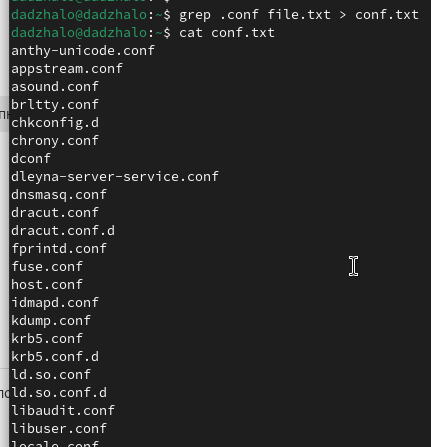 dadzhalo@dadzhalo:~$ grep .conf file.txt > conf.txt
dadzhalo@dadzhalo:~$ cat conf.txt
anthy-unicode.conf
appstream.conf
asound.conf
brltty.conf
chkconfig.d
chrony.conf
dconf
dleyna-server-service.conf
dnsmasq.conf
dracut.conf
dracut.conf.d
fprintd.conf
fuse.conf
host.conf
idmapd.conf
kdump.conf
krb5.conf
krb5.conf.d
ld.so.conf
ld.so.conf.d
libaudit.conf
libuser.conf
locale.conf